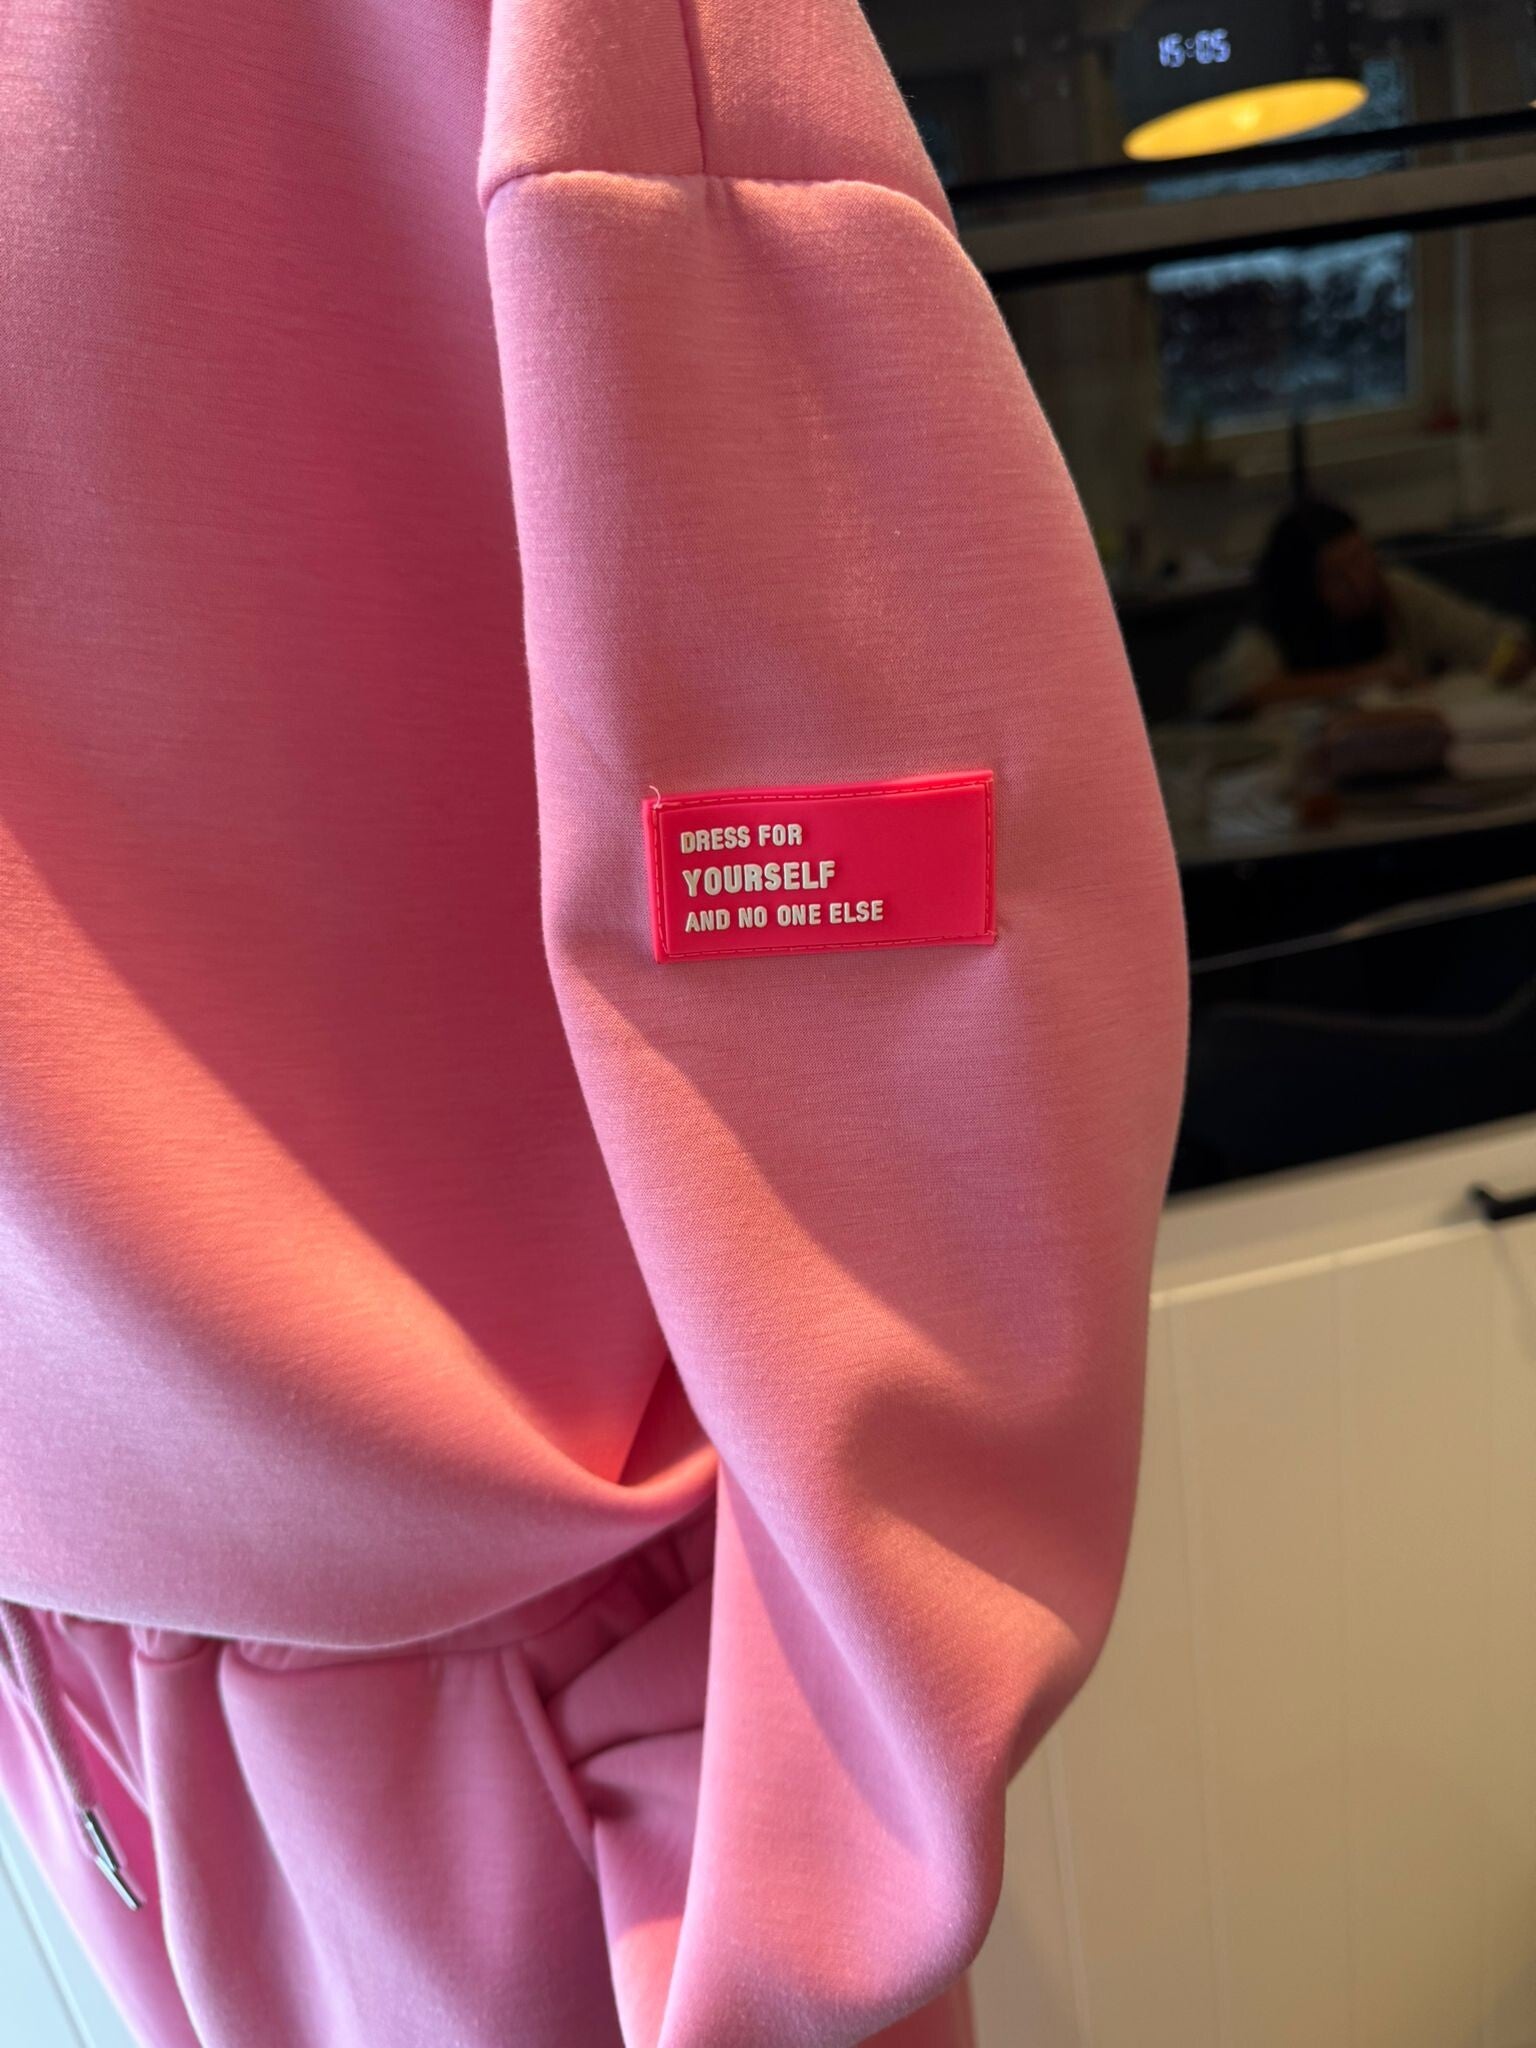 15:05
DRESS FOR
YOURSELF
AND NO ONE ELSE